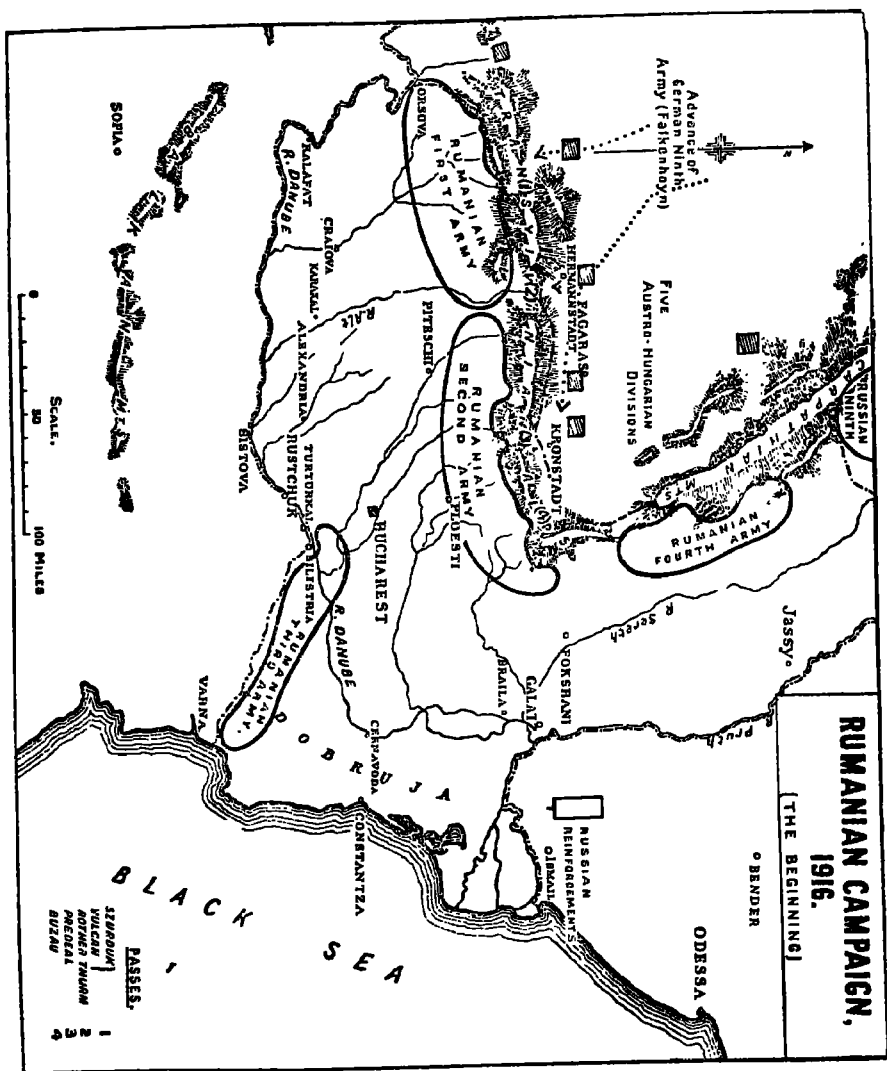 RUMANIAN CAMPAIGN,
1916.
(THE BEGINNING)
Advance of
German Ninth
Army (Falkenhayn)
N
FIVE
AUSTRO-HUNGARIAN
DIVISIONS
RUSSIAN
NINTH
CARPATHIAN MTS
RUMANIAN
FOURTH ARMY
Jassy
R Sereth
R Pruth
BENDER
ODESSA
RUSSIAN
REINFORCEMENTS
ISMAIL
HERMANNSTADT
FAGARAS
KRONSTADT
FOKSHANI
GALATZ
BRAILA
ORSOVA
RUMANIAN
FIRST
ARMY
(2)
RUMANIAN
SECOND ARMY
PITESCHI
PLOESTI
BUCHAREST
KALAFAT
R. DANUBE
CRAIOVA
KARAKAL
R. Alt
ALEXANDRIA
SISTOVA
RUSTCHUK
TURTUKAI
SILISTRIA
RUMANIAN
THIRD ARMY.
R. DANUBE
CERNAVODA
CONSTANTZA
DOBRUJA
VARNA
SOFIA
BLACK
SEA
SCALE.
0 50 100 MILES
PASSES.
SZURDUK }
VULCAN } 1
ROTHER THURM 2
PREDEAL 3
BUZAU 4